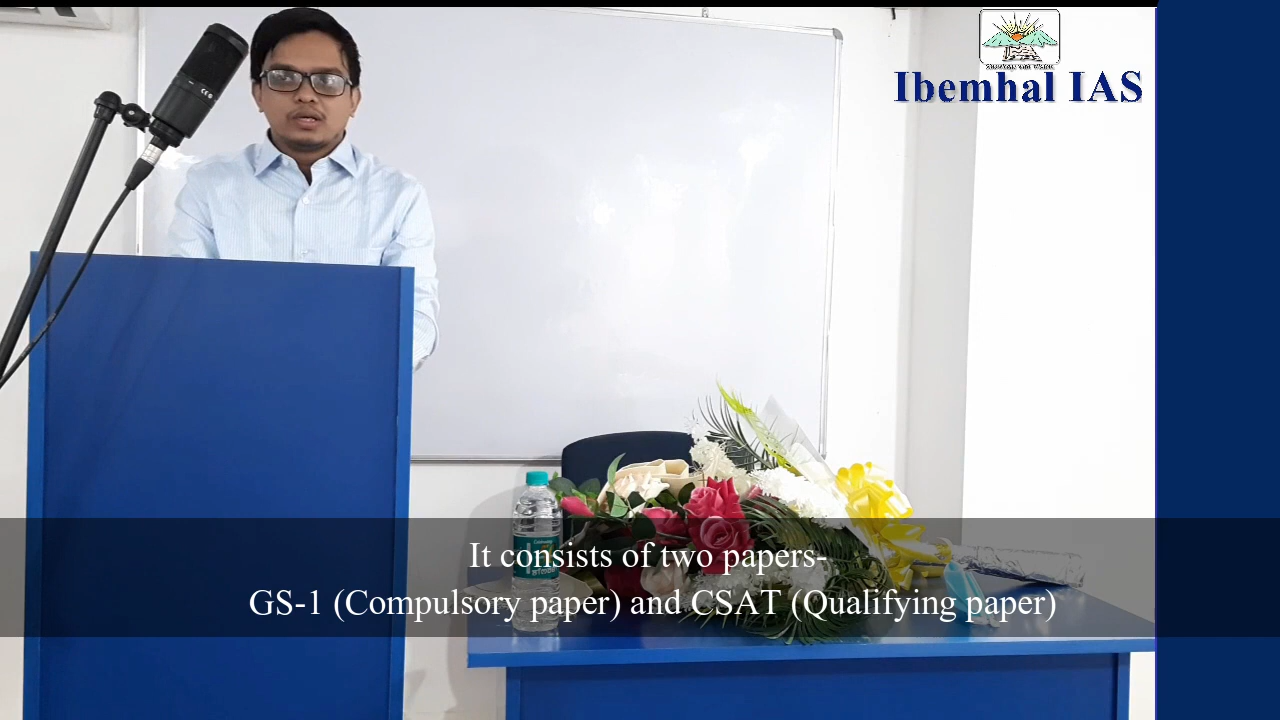 Ibemhal IAS
It consists of two papers-
GS-1 (Compulsory paper) and CSAT (Qualifying paper)